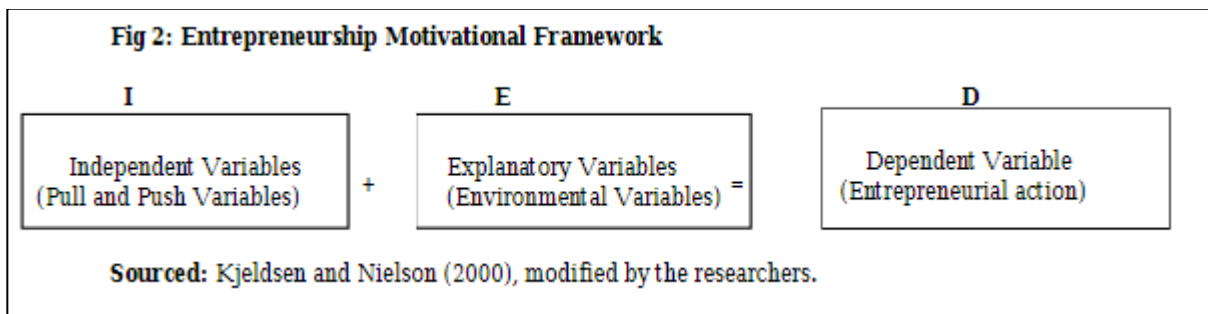 Fig 2: Entrepreneurship Motivational Framework
I E D
Independent Variables
(Pull and Push Variables)
+
Explanatory Variables
(Environmental Variables) =
Dependent Variable
(Entrepreneurial action)
Sourced: Kjeldsen and Nielson (2000), modified by the researchers.